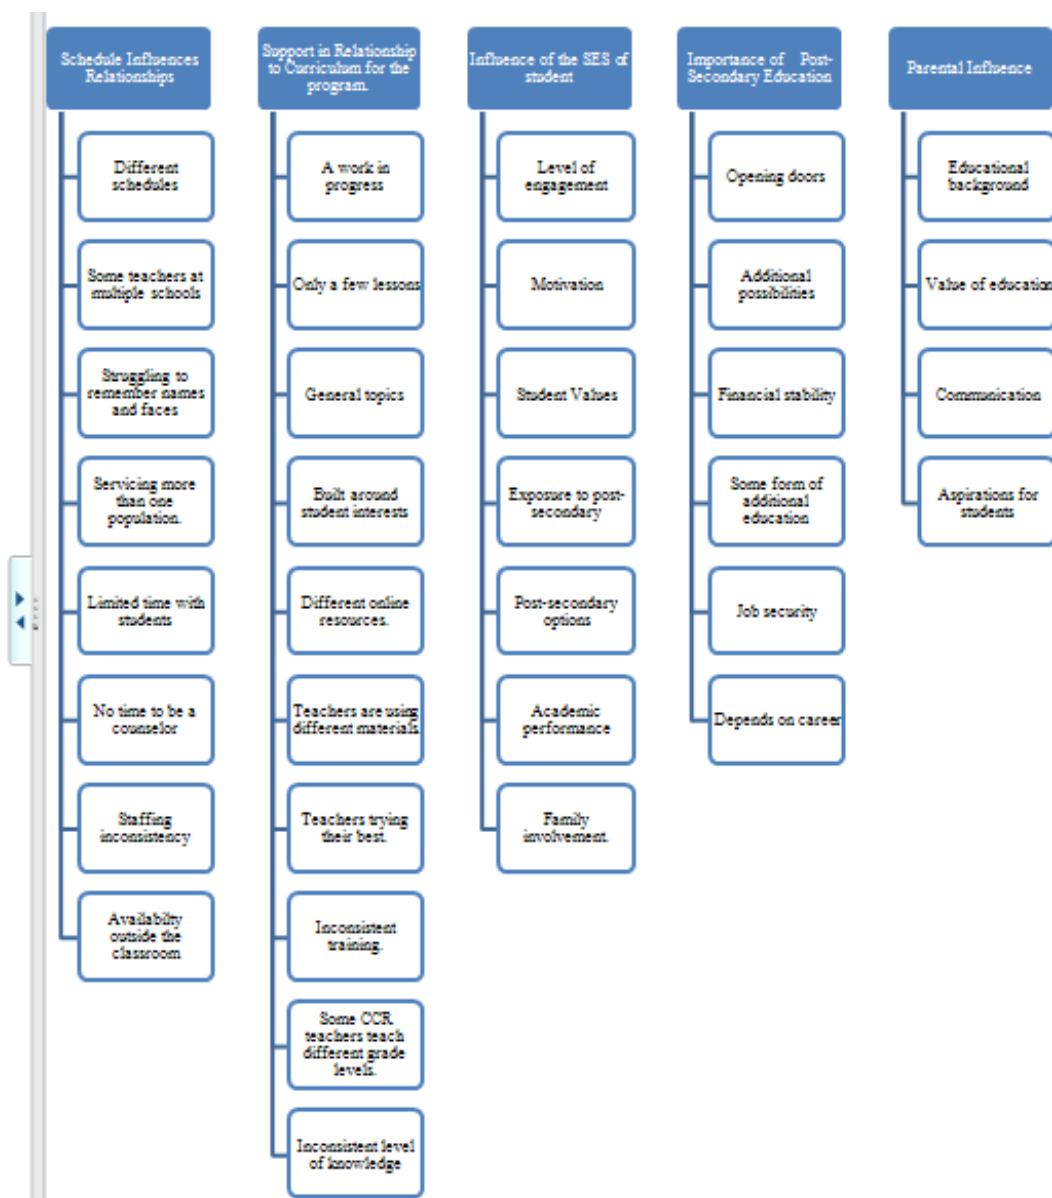 Schedule Influences
Relationships
Different
schedules
Some teachers at
multiple schools
Struggling to
remember names
and faces
Servicing more
than one
population.
Limited time with
students
No time to be a
counselor
Staffing
inconsistency
Availabilty
outside the
classroom
Support in Relationship
to Curriculum for the
program.
A work in
progress
Only a few lessons
General topics
Built around
student interests
Different online
resources.
Teachers are using
different materials.
Teachers trying
their best.
Inconsistent
training.
Some CCR
teachers teach
different grade
levels.
Inconsistent level
of knowledge
Influence of the SES of
student
Level of
engagement
Motivation
Student Values
Exposure to post-
secondary
Post-secondary
options
Academic
performance
Family
involvement.
Importance of Post-
Secondary Education
Opening doors
Additional
possibilities
Financial stability
Some form of
additional
education
Job security
Depends on career
Parental Influence
Educational
background
Value of education
Communication
Aspirations for
students